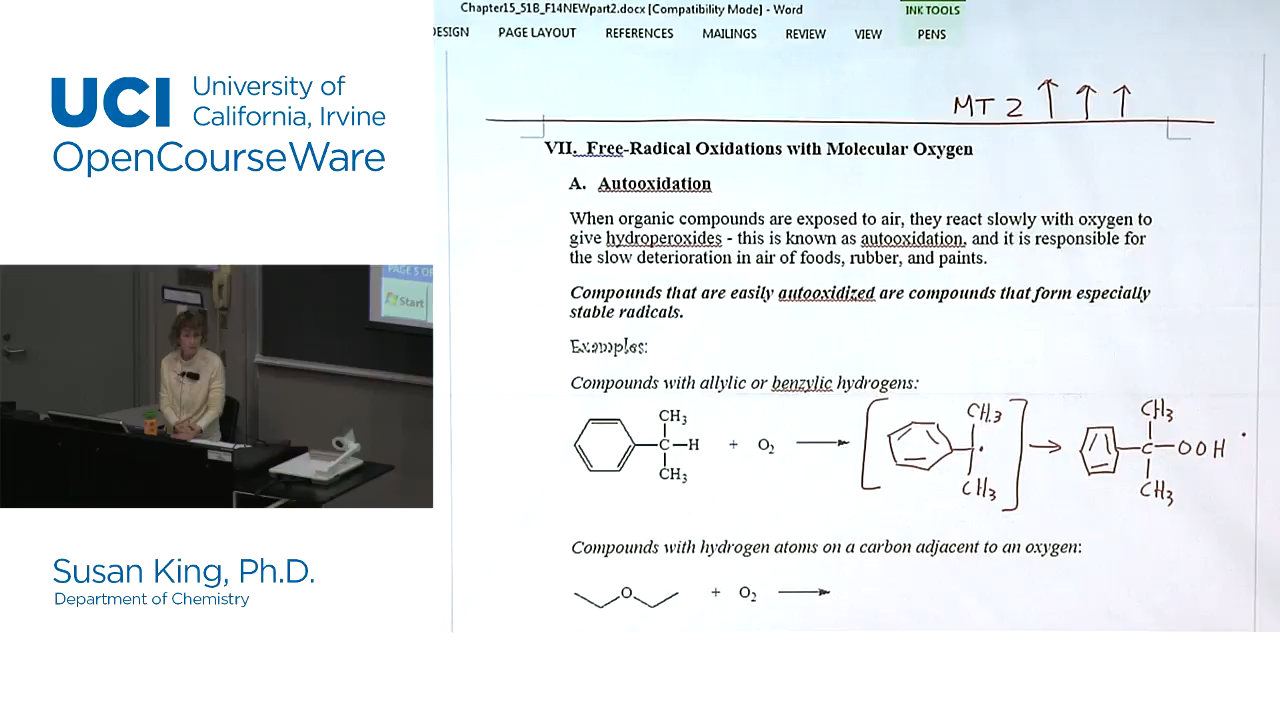 Chapter15_51B_F14NEWpart2.docx [Compatibility Mode] - Word
INK TOOLS
DESIGN PAGE LAYOUT REFERENCES MAILINGS REVIEW VIEW PENS
UCI University of California, Irvine
OpenCourseWare
MT 2 ↑ ↑ ↑
VII. Free-Radical Oxidations with Molecular Oxygen
A. Autooxidation
When organic compounds are exposed to air, they react slowly with oxygen to
give hydroperoxides - this is known as autooxidation, and it is responsible for
the slow deterioration in air of foods, rubber, and paints.
Compounds that are easily autooxidized are compounds that form especially
stable radicals.
Examples:
Compounds with allylic or benzylic hydrogens:
CH3 CH3 CH3
C-H + O2 C-OOH
CH3 CH3 CH3
Compounds with hydrogen atoms on a carbon adjacent to an oxygen:
O + O2
PAGE 5 OF
Start
Susan King, Ph.D.
Department of Chemistry